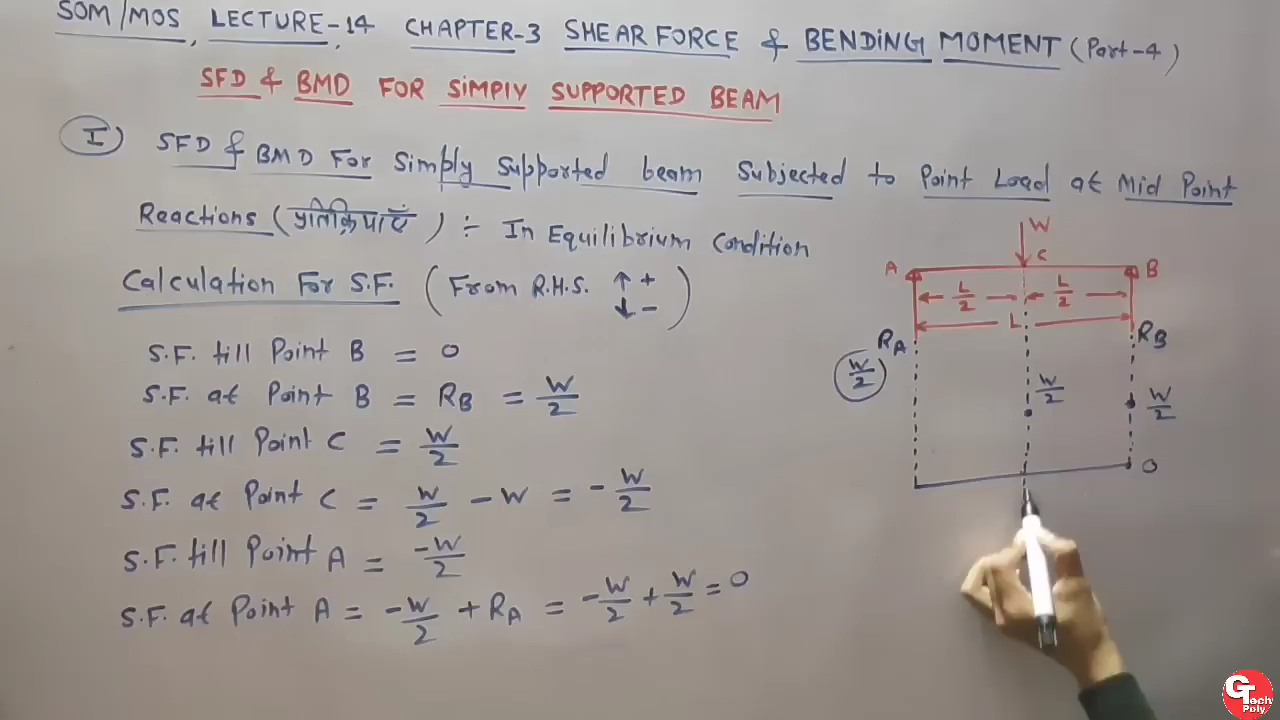 SOM/MOS, LECTURE-14, CHAPTER-3 SHEAR FORCE & BENDING MOMENT (Part-4)
SFD & BMD FOR SIMPLY SUPPORTED BEAM
I) SFD & BMD For Simply Supported beam Subjected to Point Load at Mid Point
Reactions (प्रतिक्रियाएँ) ÷ In Equilibrium Condition
Calculation For S.F. (From R.H.S. ↑+ ↓-)
S.F. till Point B = 0
S.F. at Point B = RB = W/2
S.F. till Point C = W/2
S.F. at Point C = W/2 - W = -W/2
S.F. till Point A = -W/2
S.F. at Point A = -W/2 + RA = -W/2 + W/2 = 0
W
A C B
L/2 L/2
L
RA RB
W/2
W/2 W/2
0
G Tech Poly